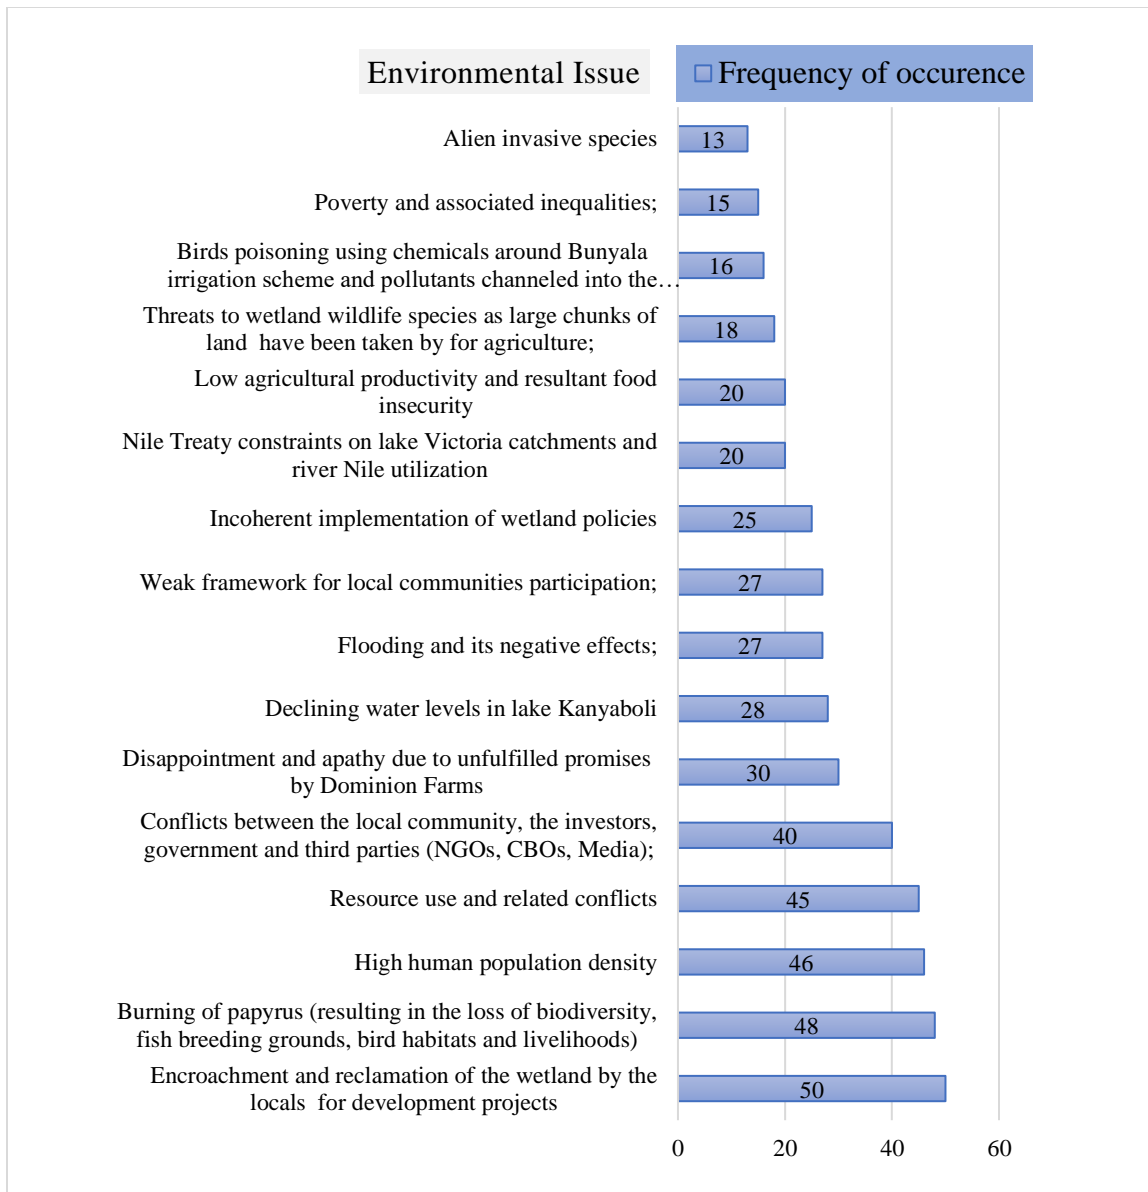 Environmental Issue
Frequency of occurence
Alien invasive species
13
Poverty and associated inequalities;
15
Birds poisoning using chemicals around Bunyala
irrigation scheme and pollutants channeled into the…
16
Threats to wetland wildlife species as large chunks of
land have been taken by for agriculture;
18
Low agricultural productivity and resultant food
insecurity
20
Nile Treaty constraints on lake Victoria catchments and
river Nile utilization
20
Incoherent implementation of wetland policies
25
Weak framework for local communities participation;
27
Flooding and its negative effects;
27
Declining water levels in lake Kanyaboli
28
Disappointment and apathy due to unfulfilled promises
by Dominion Farms
30
Conflicts between the local community, the investors,
government and third parties (NGOs, CBOs, Media);
40
Resource use and related conflicts
45
High human population density
46
Burning of papyrus (resulting in the loss of biodiversity,
fish breeding grounds, bird habitats and livelihoods)
48
Encroachment and reclamation of the wetland by the
locals for development projects
50
0 20 40 60